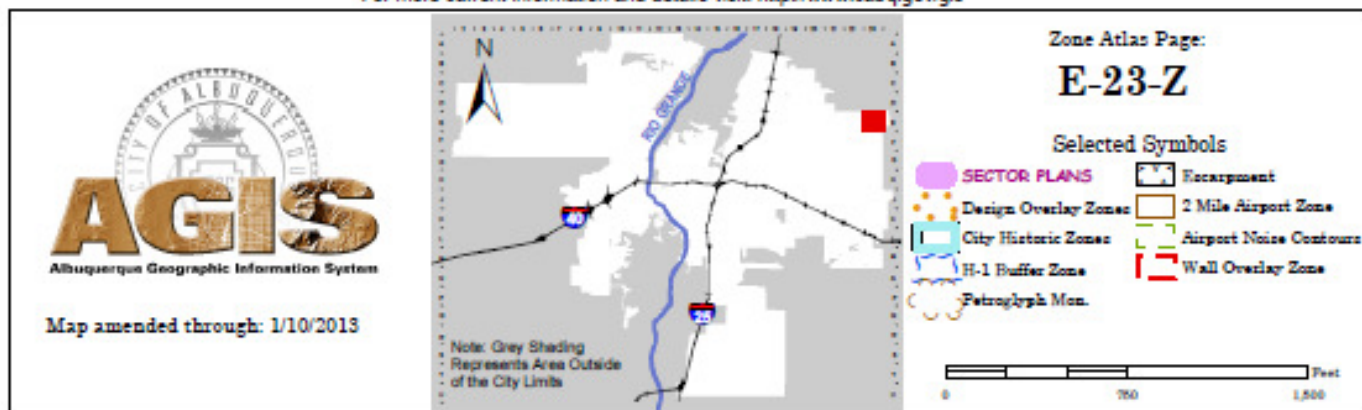 CITY OF ALBUQUERQUE
AGIS
Albuquerque Geographic Information System
Map amended through: 1/10/2013
N
RIO GRANDE
40
25
Note: Grey Shading
Represents Area Outside
of the City Limits
Zone Atlas Page:
E-23-Z
Selected Symbols
SECTOR PLANS
Design Overlay Zones
City Historic Zones
H-1 Buffer Zone
Petroglyph Mon.
Escarpment
2 Mile Airport Zone
Airport Noise Contours
Wall Overlay Zone
Feet
0 750 1,500